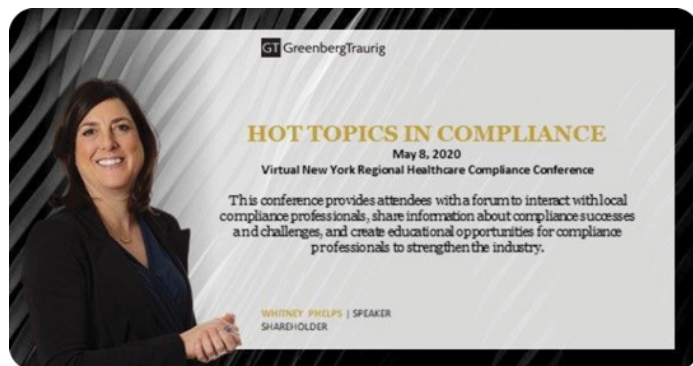 GT GreenbergTraurig
HOT TOPICS IN COMPLIANCE
May 8, 2020
Virtual New York Regional Healthcare Compliance Conference
This conference provides attendees with a forum to interact with local
compliance professionals, share information about compliance successes
and challenges, and create educational opportunities for compliance
professionals to strengthen the industry.
WHITNEY PHELPS | SPEAKER
SHAREHOLDER